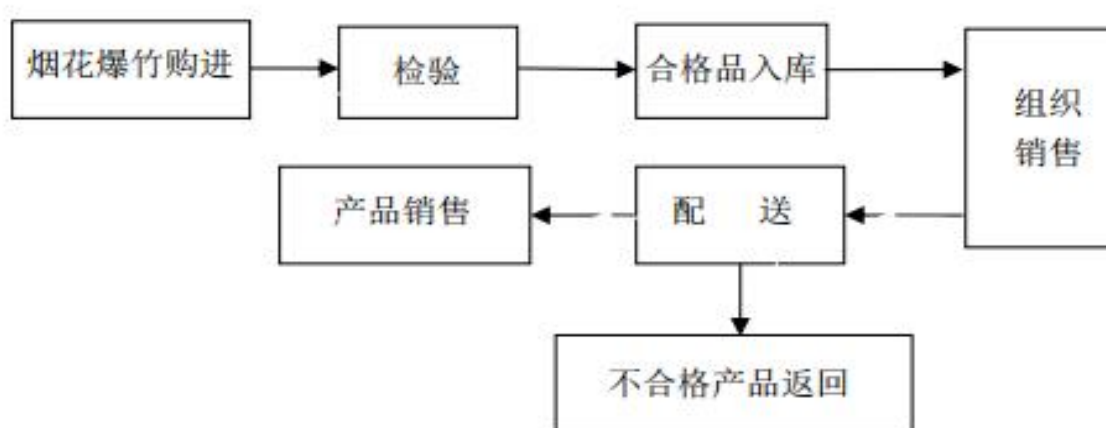 烟花爆竹购进
检验
合格品入库
组织
销售
产品销售
配 送
不合格产品返回